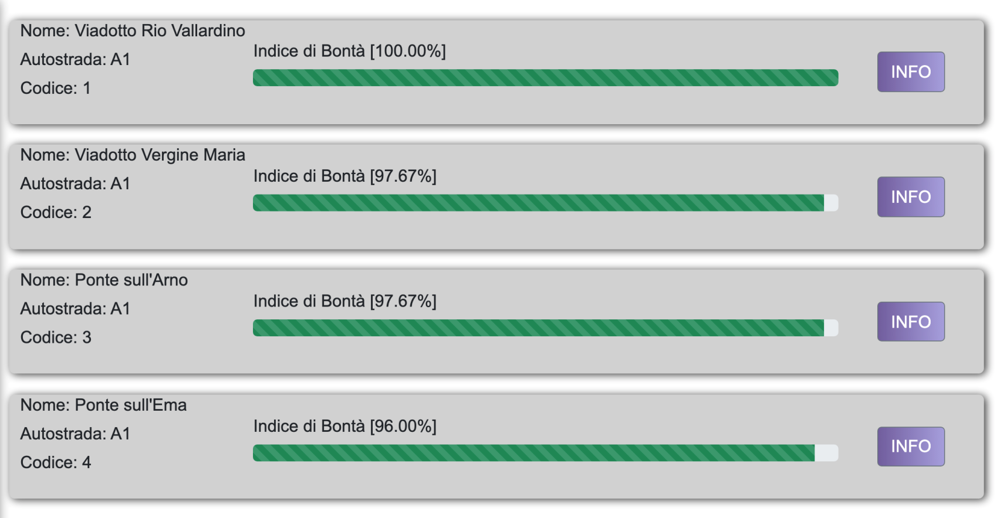 Nome: Viadotto Rio Vallardino
Autostrada: A1
Codice: 1
Indice di Bontà [100.00%]
INFO
Nome: Viadotto Vergine Maria
Autostrada: A1
Codice: 2
Indice di Bontà [97.67%]
INFO
Nome: Ponte sull'Arno
Autostrada: A1
Codice: 3
Indice di Bontà [97.67%]
INFO
Nome: Ponte sull'Ema
Autostrada: A1
Codice: 4
Indice di Bontà [96.00%]
INFO